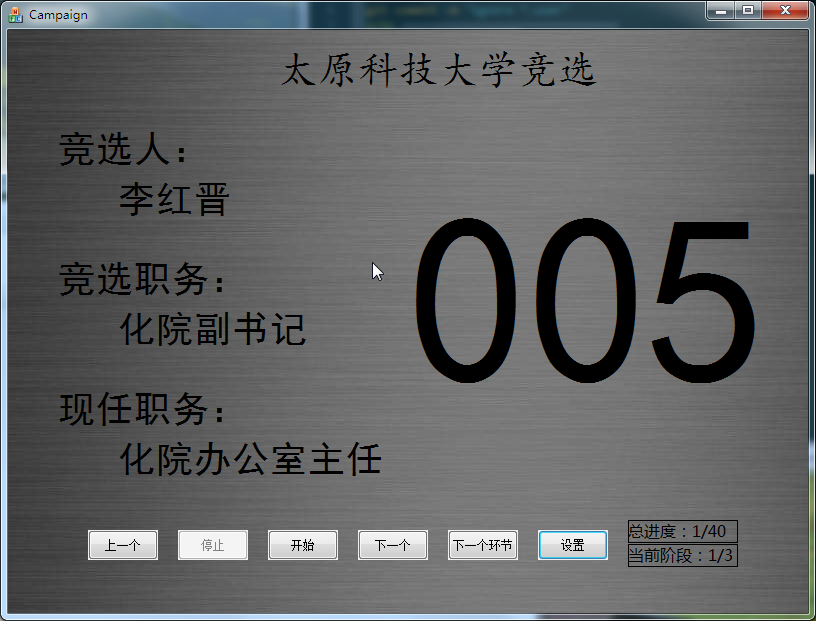 Campaign
太原科技大学竞选
竞选人：
李红晋
005
竞选职务：
化院副书记
现任职务：
化院办公室主任
上一个
停止
开始
下一个
下一个环节
设置
总进度：1/40
当前阶段：1/3